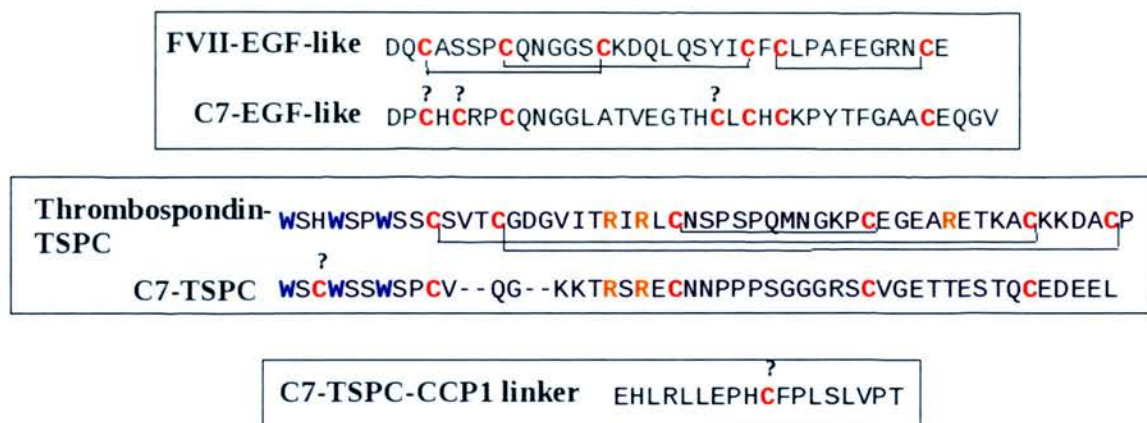 FVII-EGF-like DQCASSPCQNGGSCKDQLQSYICFCLPAFEGRNCE
? ? ?
C7-EGF-like DPCHCRPCQNGGLATVEGTHCLCHCKPYTFGAACEQGV
Thrombospondin-
TSPC WSHWSPWSSCSVTCGDGVITRIRLCNSPSPQMNGKPCEGEARETKACKKDACP
?
C7-TSPC WSCWSSWSPCV--QG--KKTRSRECNNPPPSGGGRSCVGETTESTQCEDEEL
?
C7-TSPC-CCP1 linker EHLRLLEPHCFPLSLVPT